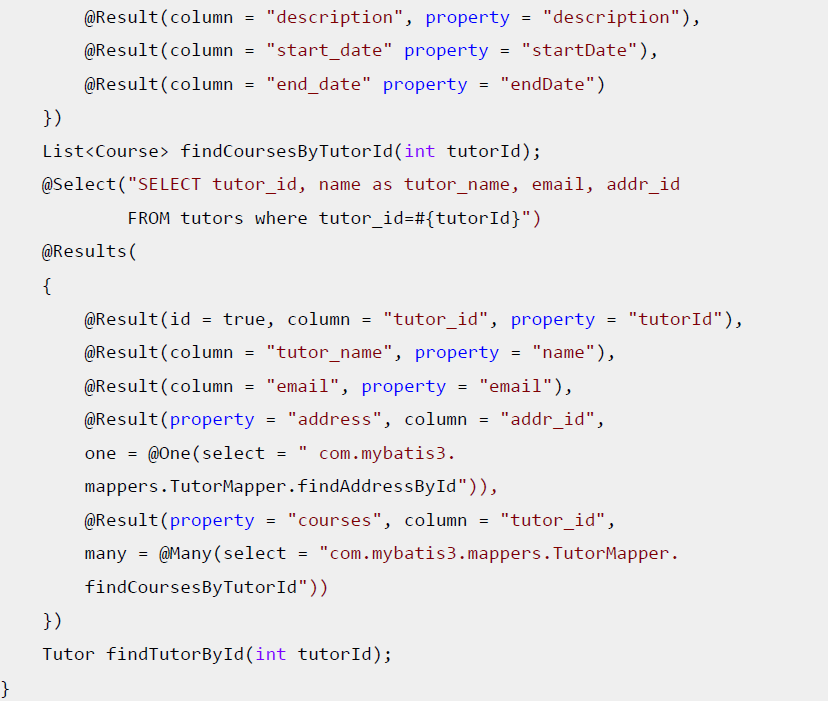 @Result(column = "description", property = "description"),
@Result(column = "start_date" property = "startDate"),
@Result(column = "end_date" property = "endDate")
})
List<Course> findCoursesByTutorId(int tutorId);
@Select("SELECT tutor_id, name as tutor_name, email, addr_id
FROM tutors where tutor_id=#{tutorId}")
@Results(
{
@Result(id = true, column = "tutor_id", property = "tutorId"),
@Result(column = "tutor_name", property = "name"),
@Result(column = "email", property = "email"),
@Result(property = "address", column = "addr_id",
one = @One(select = " com.mybatis3.
mappers.TutorMapper.findAddressById")),
@Result(property = "courses", column = "tutor_id",
many = @Many(select = "com.mybatis3.mappers.TutorMapper.
findCoursesByTutorId"))
})
Tutor findTutorById(int tutorId);
}